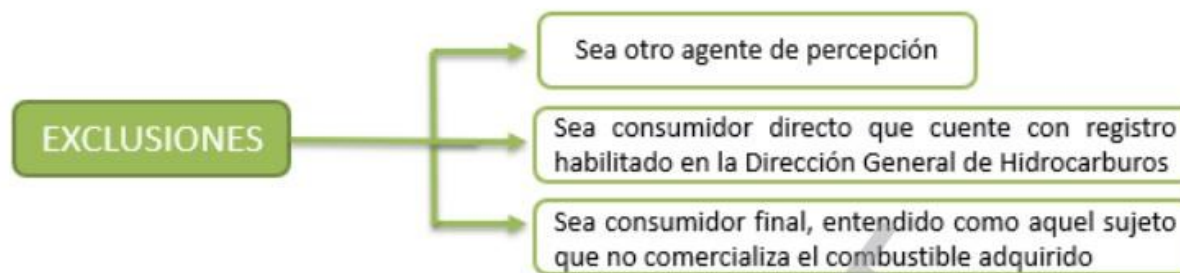 EXCLUSIONES
Sea otro agente de percepción
Sea consumidor directo que cuente con registro
habilitado en la Dirección General de Hidrocarburos
Sea consumidor final, entendido como aquel sujeto
que no comercializa el combustible adquirido